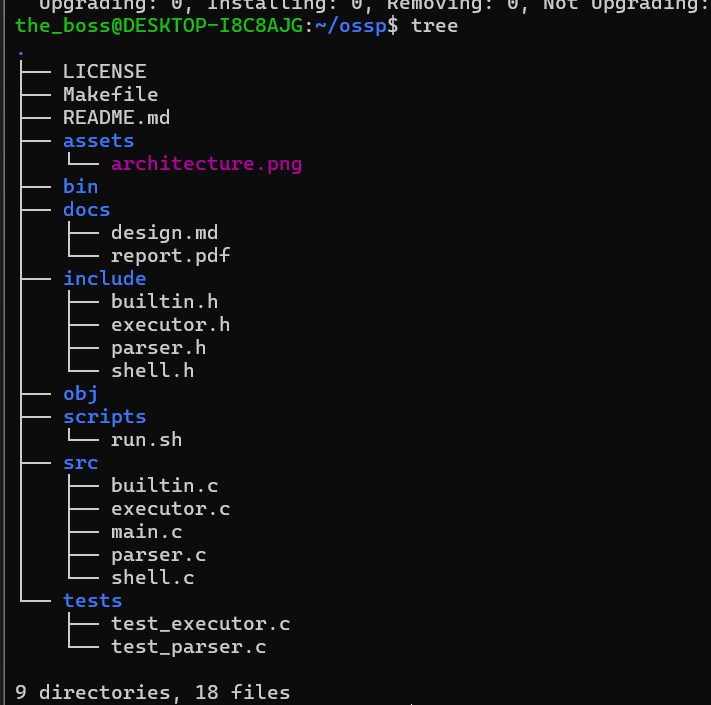 Upgrading: 0, Installing: 0, Removing: 0, Not Upgrading:
the_boss@DESKTOP-I8C8AJG:~/ossp$ tree
.
├── LICENSE
├── Makefile
├── README.md
├── assets
│   └── architecture.png
├── bin
├── docs
│   ├── design.md
│   └── report.pdf
├── include
│   ├── builtin.h
│   ├── executor.h
│   ├── parser.h
│   └── shell.h
├── obj
├── scripts
│   └── run.sh
├── src
│   ├── builtin.c
│   ├── executor.c
│   ├── main.c
│   ├── parser.c
│   └── shell.c
└── tests
    ├── test_executor.c
    └── test_parser.c
9 directories, 18 files